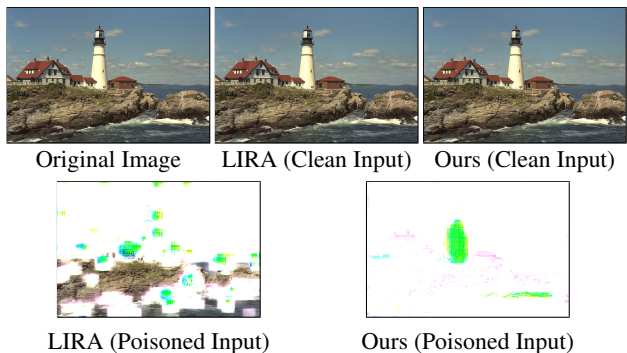 Original Image LIRA (Clean Input) Ours (Clean Input)
LIRA (Poisoned Input) Ours (Poisoned Input)